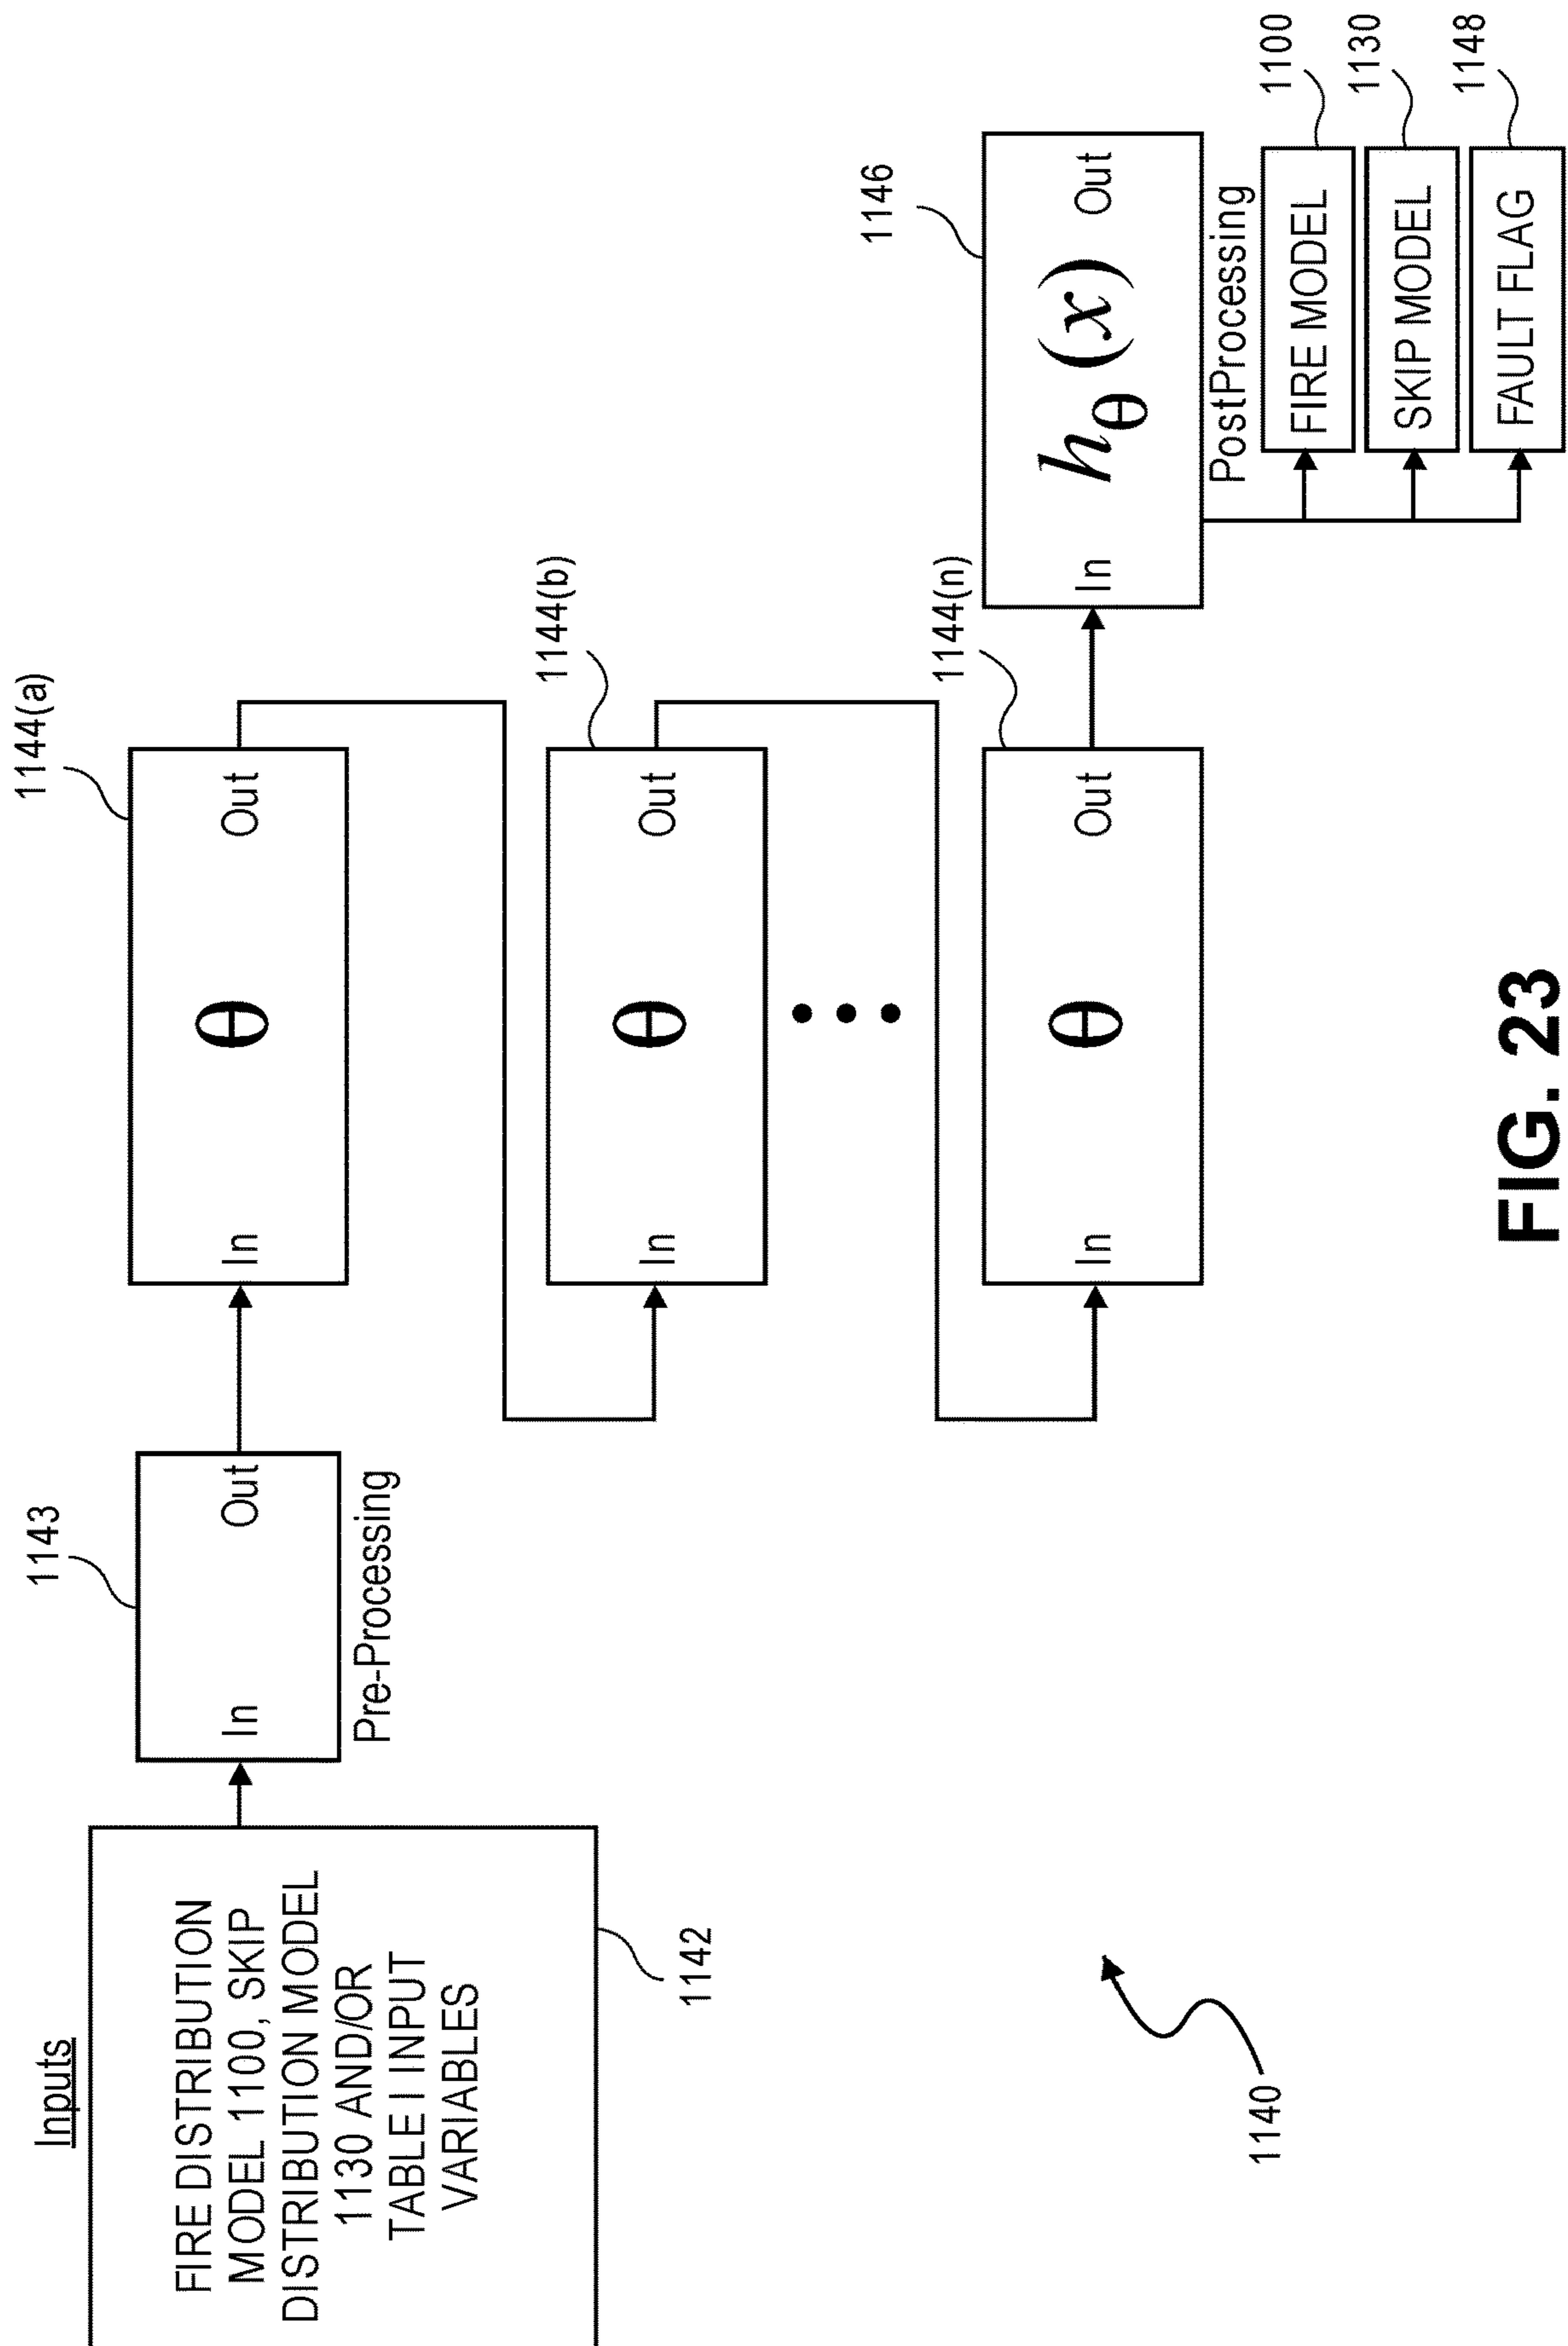 Inputs
FIRE DISTRIBUTION
MODEL 1100, SKIP
DISTRIBUTION MODEL
1130 AND/OR
TABLE I INPUT
VARIABLES
1142
1143
In
Out
Pre-Processing
1144(a)
In
θ
Out
1144(b)
In
θ
Out
1144(n)
In
θ
Out
1146
In
hθ(x)
Out
PostProcessing
FIRE MODEL
1100
SKIP MODEL
1130
FAULT FLAG
1148
1140
FIG. 23